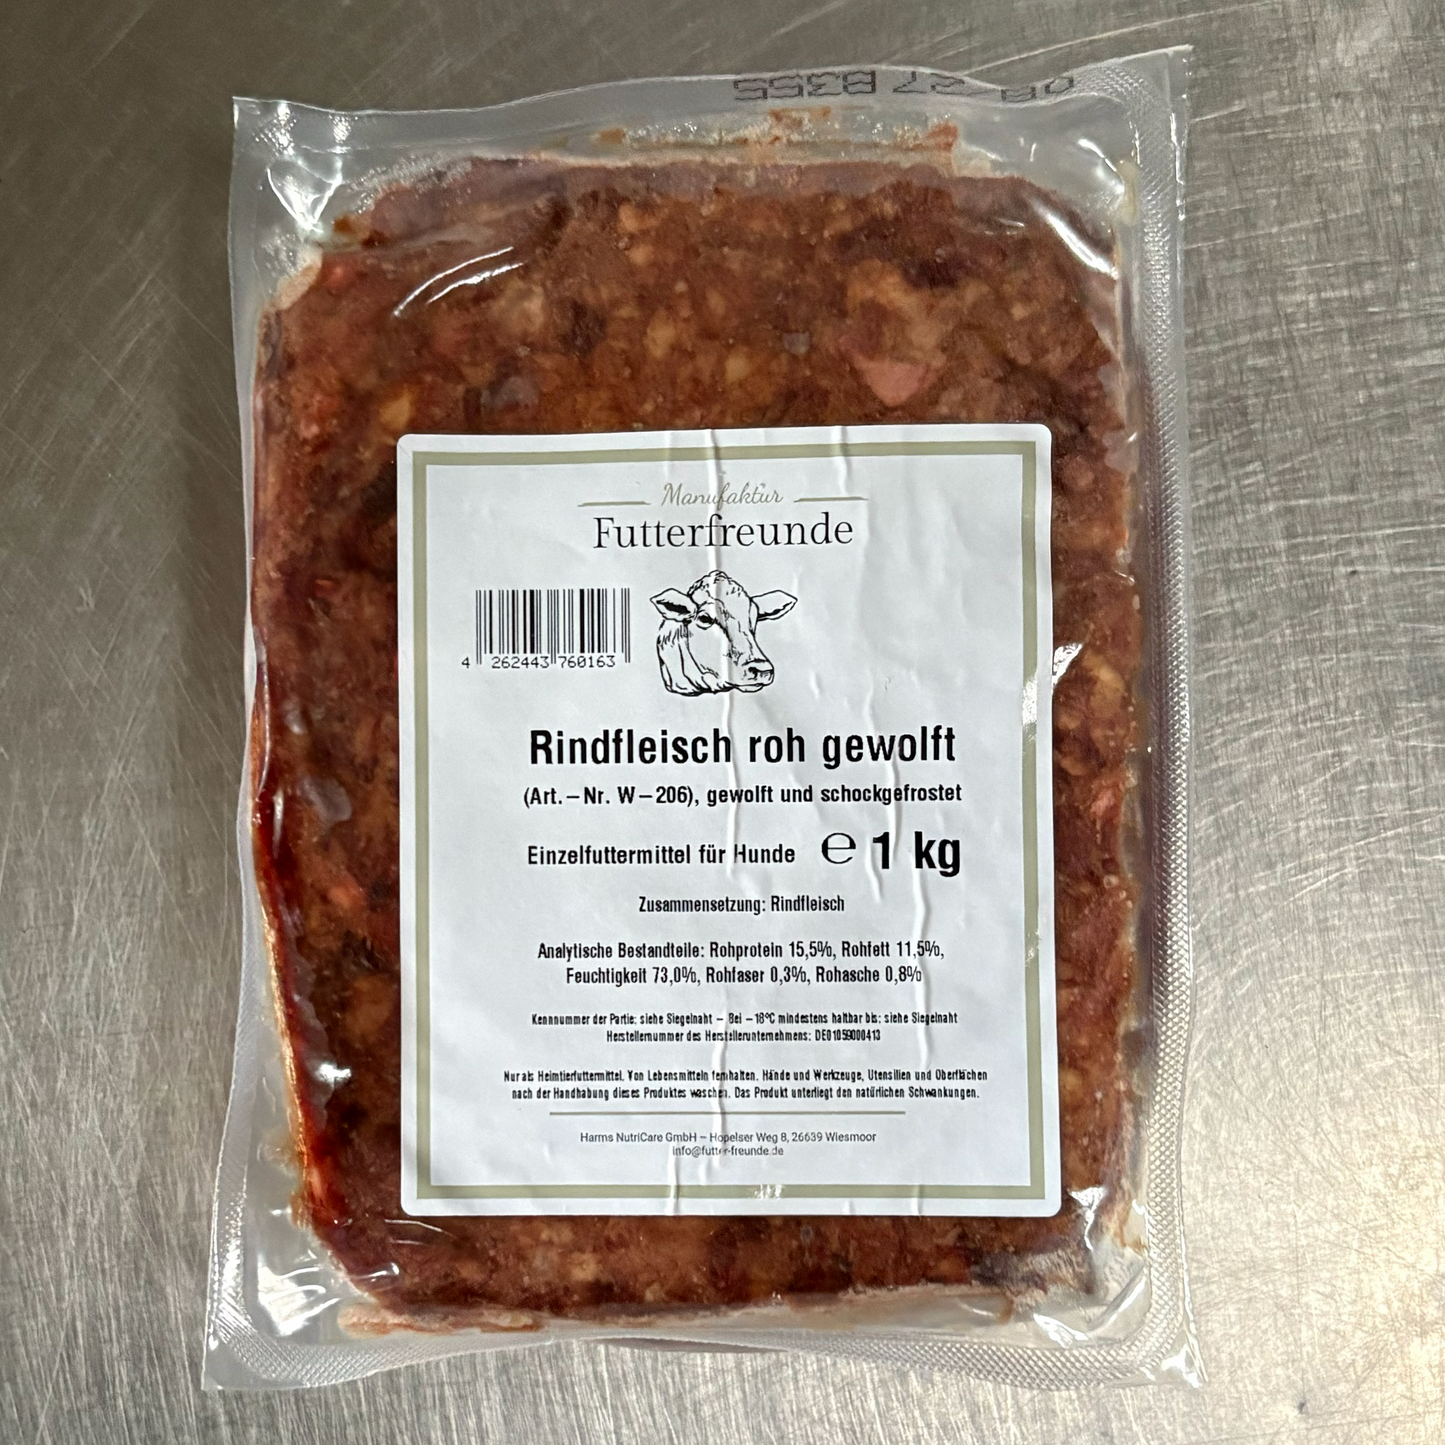 Manufaktur
Futterfreunde
4 262443 760163
Rindfleisch roh gewolft
(Art.–Nr. W–206), gewolft und schockgefrostet
Einzelfuttermittel für Hunde ℮ 1 kg
Zusammensetzung: Rindfleisch
Analytische Bestandteile: Rohprotein 15,5%, Rohfett 11,5%,
Feuchtigkeit 73,0%, Rohfaser 0,3%, Rohasche 0,8%
Kennnummer der Partie: siehe Siegelnaht – Bei –18°C mindestens haltbar bis: siehe Siegelnaht
Herstellernummer des Herstellerunternehmens: DE01059000413
Nur als Heimtierfuttermittel. Von Lebensmitteln fernhalten. Hände und Werkzeuge, Utensilien und Oberflächen
nach der Handhabung dieses Produktes waschen. Das Produkt unterliegt den natürlichen Schwankungen.
Harms NutriCare GmbH – Hopelser Weg 8, 26639 Wiesmoor
info@futter-freunde.de